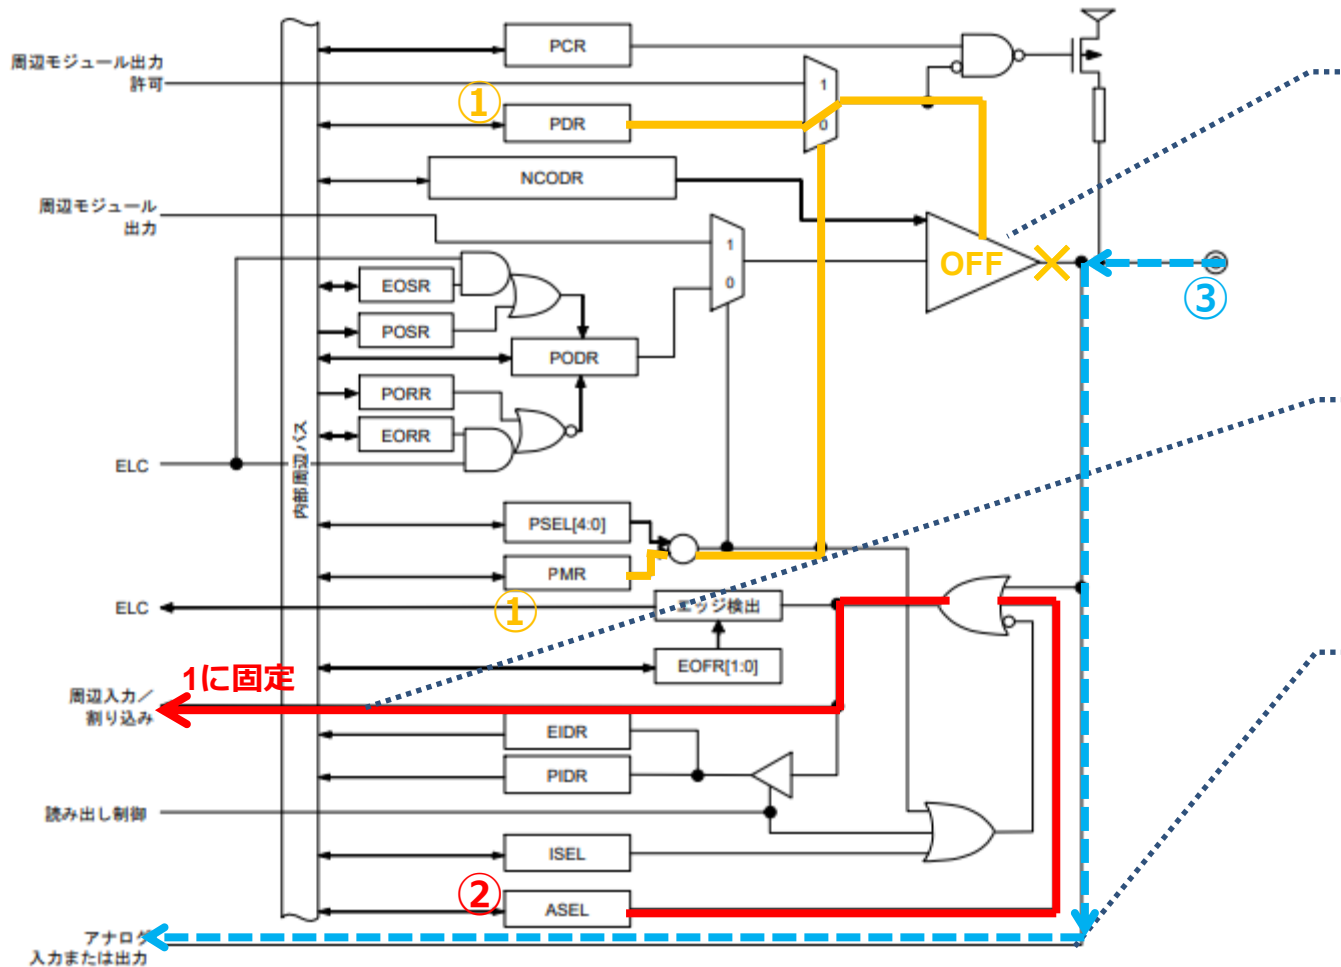 PCR
周辺モジュール出力
許可
1
①
PDR
0
NCODR
周辺モジュール
出力
1
OFF
EOSR
0
③
POSR
PODR
PORR
EORR
内部周辺バス
ELC
PSEL[4:0]
PMR
ELC
①
エッジ検出
EOFR[1:0]
1に固定
周辺入力／
割り込み
EIDR
PIDR
読み出し制御
ISEL
②
ASEL
アナログ
入力または出力